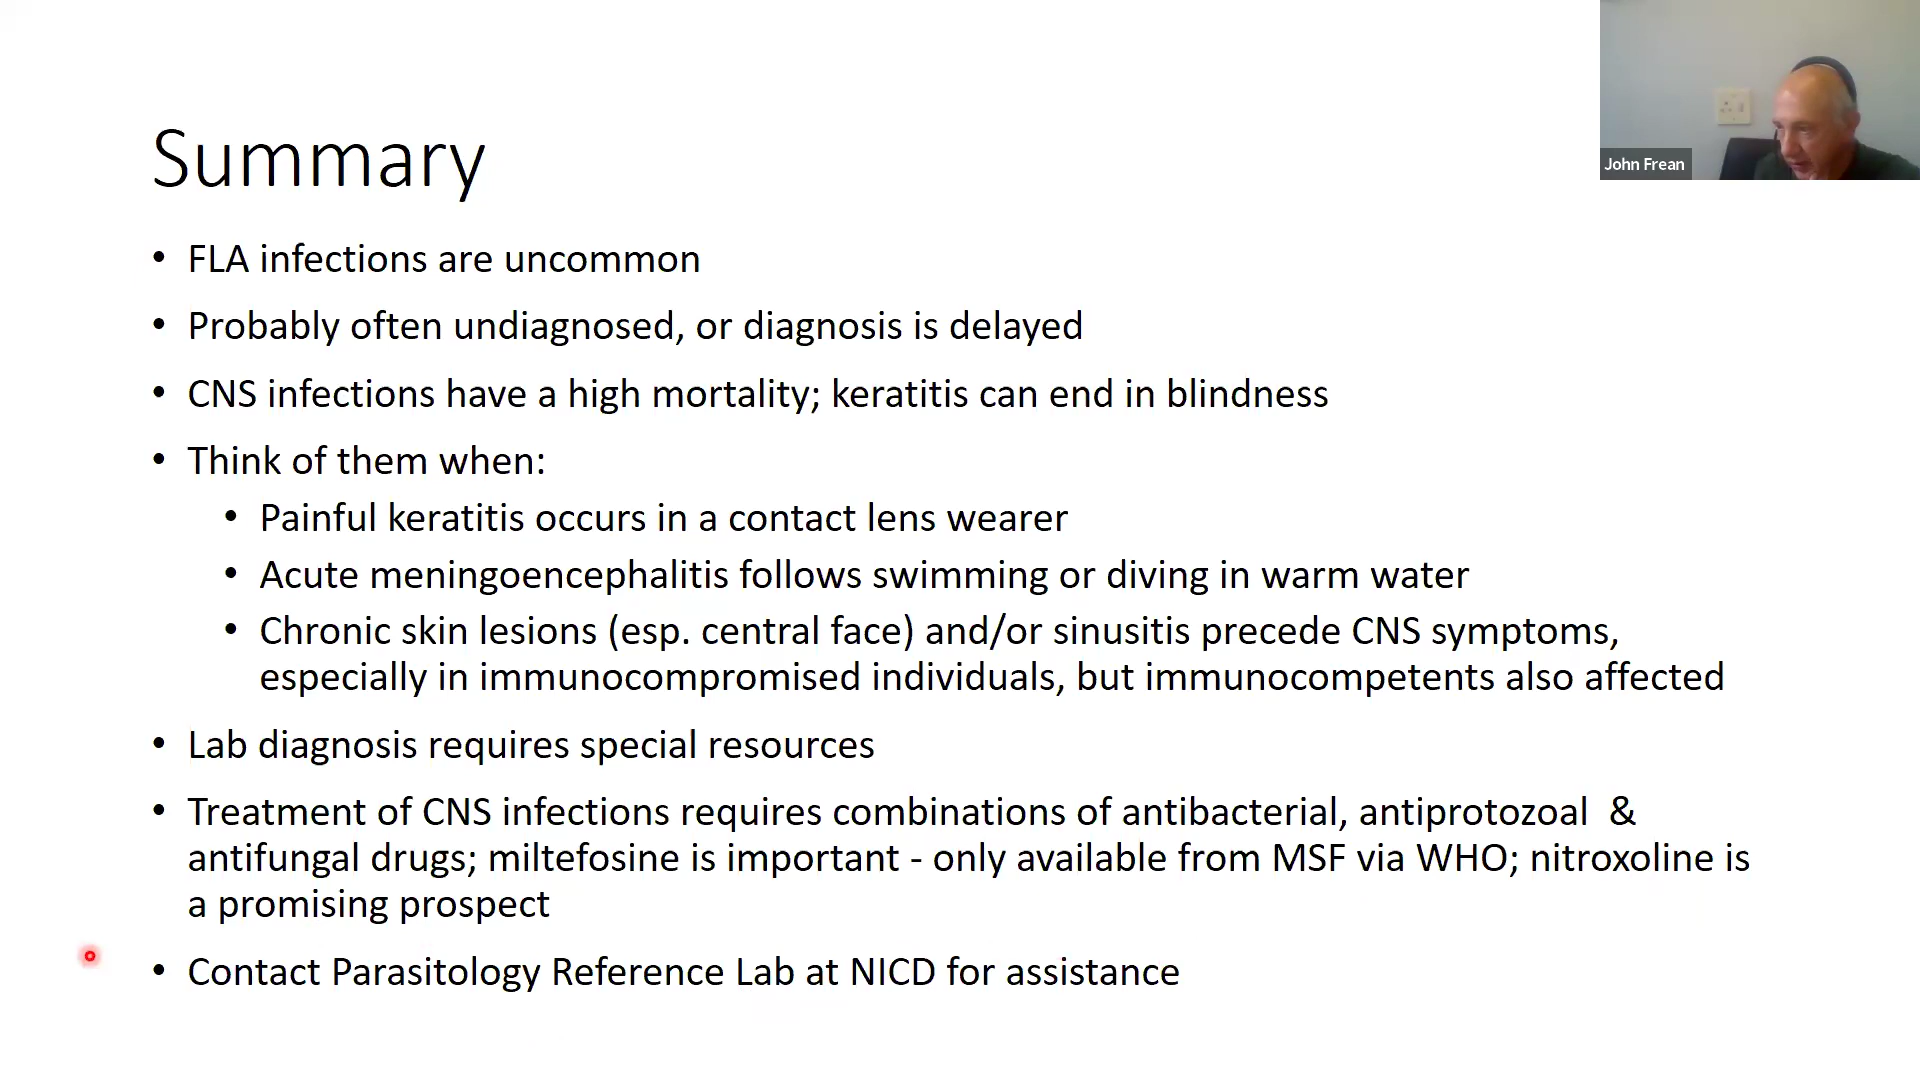 Summary
John Frean
• FLA infections are uncommon
• Probably often undiagnosed, or diagnosis is delayed
• CNS infections have a high mortality; keratitis can end in blindness
• Think of them when:
• Painful keratitis occurs in a contact lens wearer
• Acute meningoencephalitis follows swimming or diving in warm water
• Chronic skin lesions (esp. central face) and/or sinusitis precede CNS symptoms,
especially in immunocompromised individuals, but immunocompetents also affected
• Lab diagnosis requires special resources
• Treatment of CNS infections requires combinations of antibacterial, antiprotozoal &
antifungal drugs; miltefosine is important - only available from MSF via WHO; nitroxoline is
a promising prospect
• Contact Parasitology Reference Lab at NICD for assistance